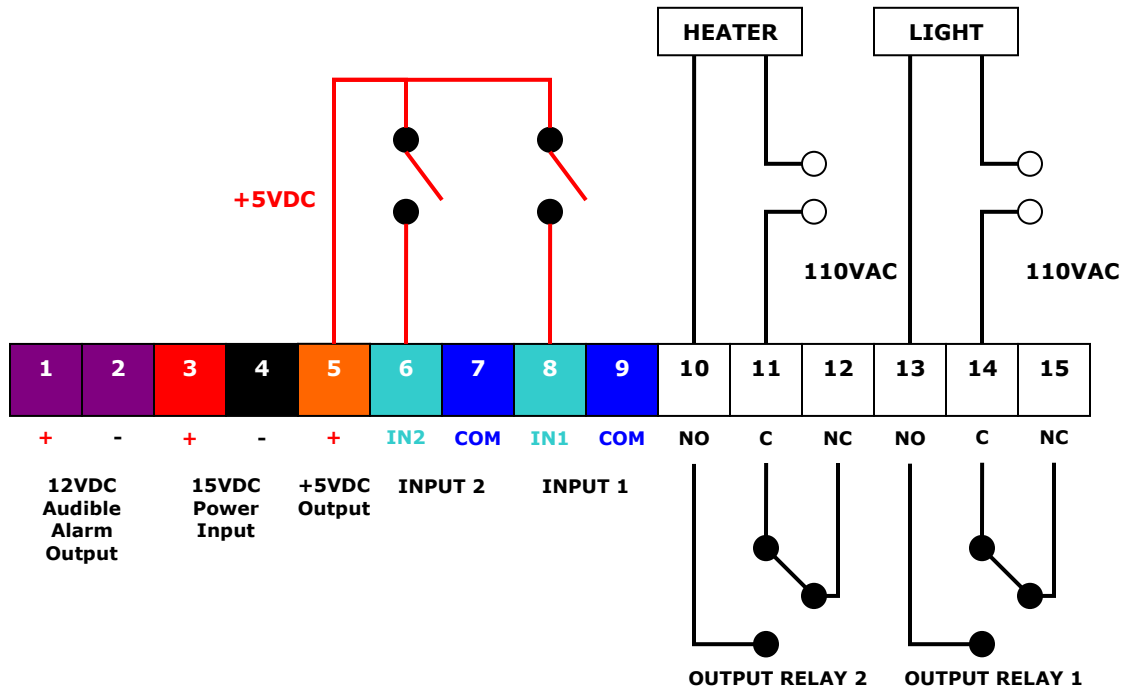 HEATER LIGHT
+5VDC
110VAC 110VAC
1 2 3 4 5 6 7 8 9 10 11 12 13 14 15
+ - + - + IN2 COM IN1 COM NO C NC NO C NC
12VDC
Audible
Alarm
Output
15VDC
Power
Input
+5VDC
Output
INPUT 2
INPUT 1
OUTPUT RELAY 2 OUTPUT RELAY 1